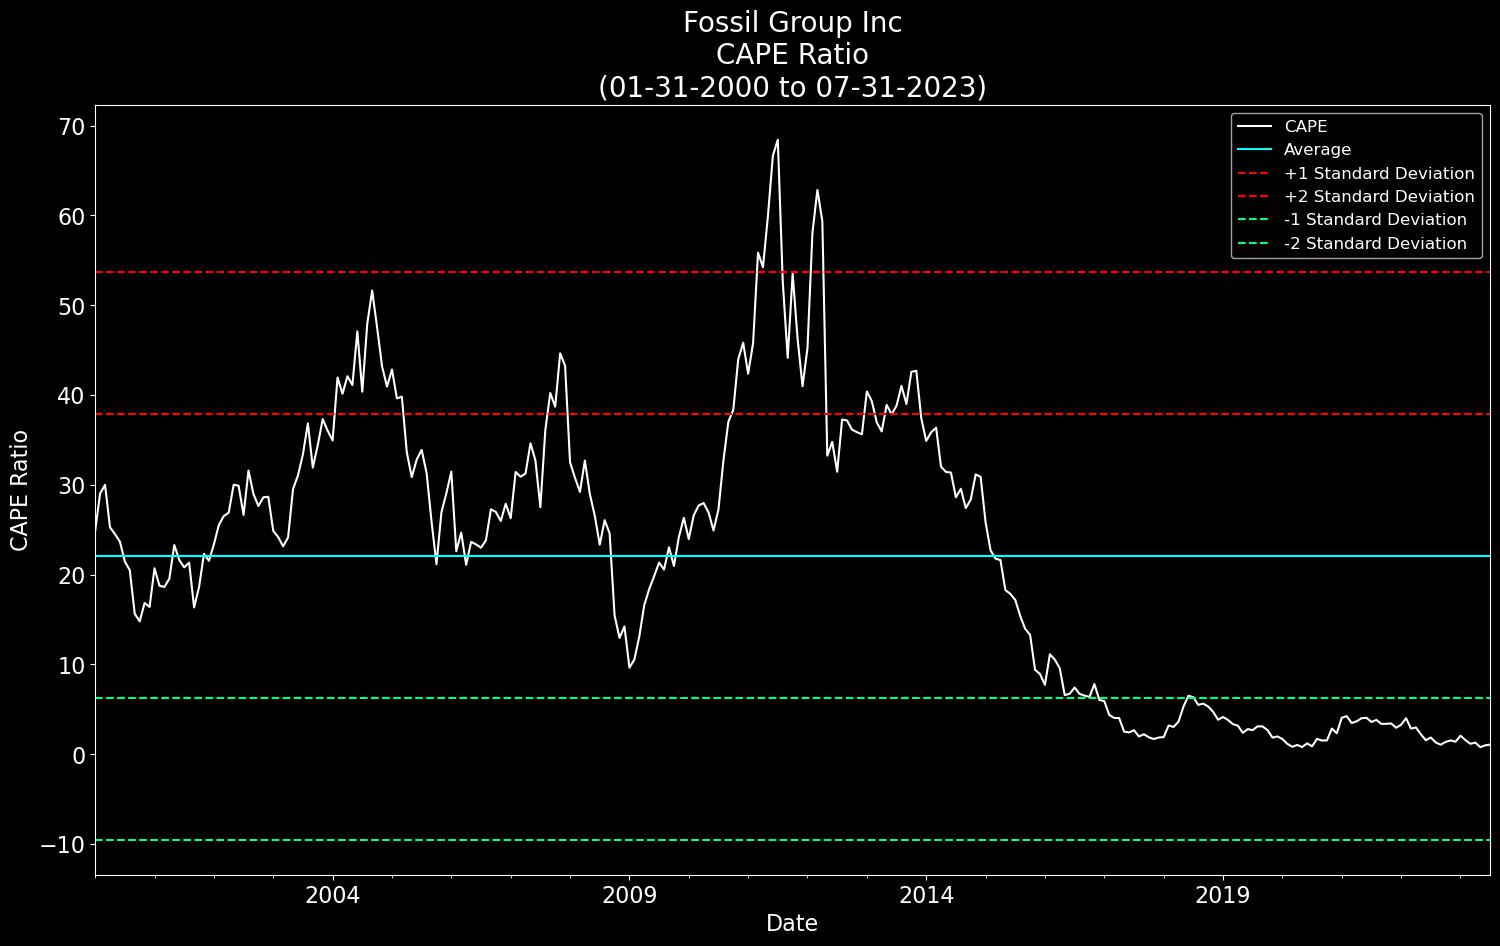 Fossil Group Inc
CAPE Ratio
(01-31-2000 to 07-31-2023)
CAPE
Average
+1 Standard Deviation
+2 Standard Deviation
-1 Standard Deviation
-2 Standard Deviation
70
60
50
40
30
20
10
0
−10
CAPE Ratio
2004
2009
2014
2019
Date